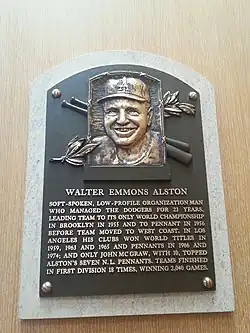 WALTER EMMONS ALSTON
SOFT-SPOKEN, LOW-PROFILE ORGANIZATION MAN
WHO MANAGED THE DODGERS FOR 23 YEARS,
LEADING TEAM TO ITS ONLY WORLD CHAMPIONSHIP
IN BROOKLYN IN 1955 AND TO PENNANT IN 1956
BEFORE TEAM MOVED TO WEST COAST. IN LOS
ANGELES HIS CLUBS WON WORLD TITLES IN
1959, 1963 AND 1965 AND PENNANTS IN 1966 AND
1974; AND ONLY JOHN MCGRAW, WITH 10, TOPPED
ALSTON'S SEVEN N.L. PENNANTS. TEAMS FINISHED
IN FIRST DIVISION 18 TIMES, WINNING 2,040 GAMES.